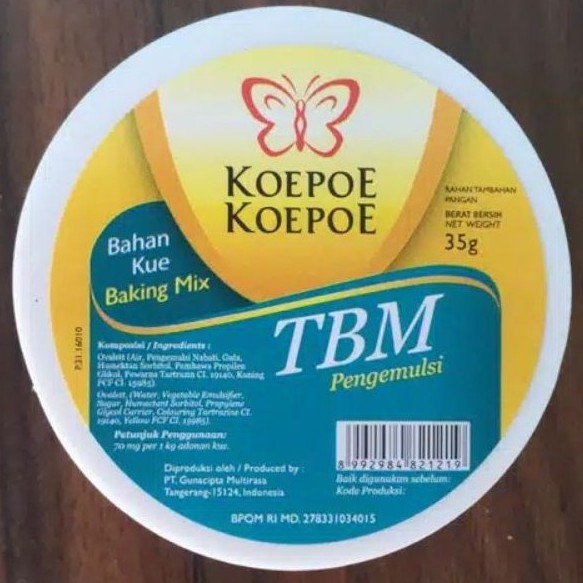 KOEPOE
KOEPOE
BAHAN TAMBAHAN
PANGAN
BERAT BERSIH
NET WEIGHT
35g
Bahan
Kue
Baking Mix
TBM
Pengemulsi
Komposisi / Ingredients :
Ovalett (Air, Pengemulsi Nabati, Gula,
Humektan Sorbitol, Pembawa Propilen
Glikol, Pewarna Tartrazin CI. 19140, Kuning
FCF CI. 15985).
Ovalett, (Water, Vegetable Emulsifier,
Sugar, Humectant Sorbitol, Propylene
Glycol Carrier, Colouring Tartrazine CI.
19140, Yellow FCF CI. 15985).
Petunjuk Penggunaan:
70 mg per 1 kg adonan kue.
Diproduksi oleh / Produced by :
PT. Gunacipta Multirasa
Tangerang-15124, Indonesia
8 992984 821219
Baik digunakan sebelum:
Kode Produksi:
BPOM RI MD. 278331034015